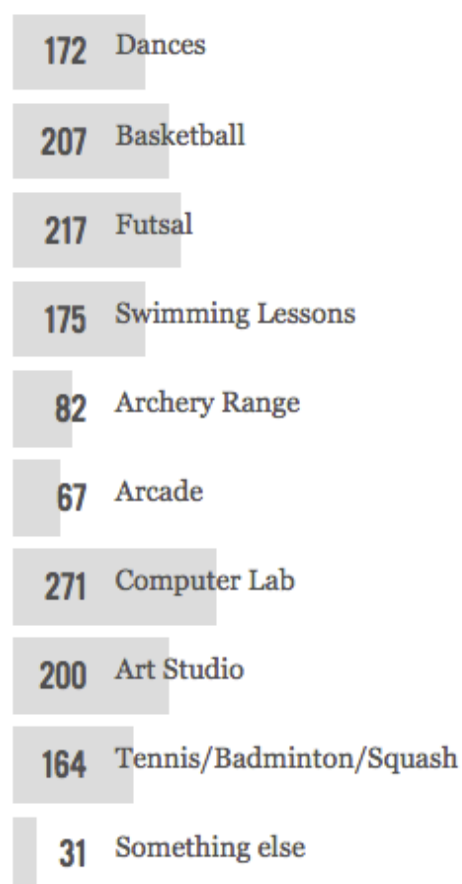 172 Dances
207 Basketball
217 Futsal
175 Swimming Lessons
82 Archery Range
67 Arcade
271 Computer Lab
200 Art Studio
164 Tennis/Badminton/Squash
31 Something else